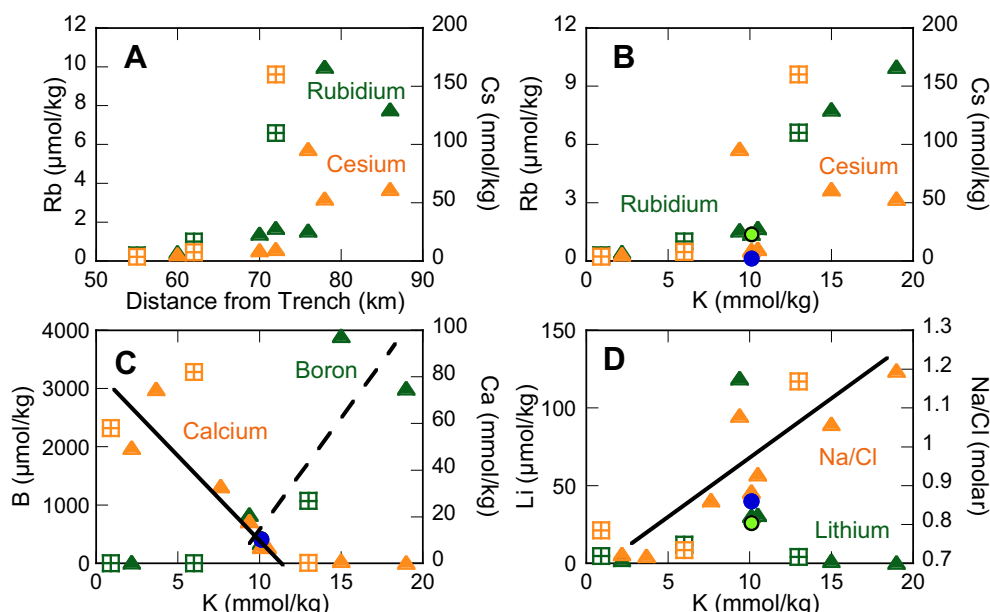 A
Rb (µmol/kg)
12
10
8
6
4
2
0
Rubidium
Cesium
200
150
100
50
0
Cs (mmol/kg)
50 60 70 80 90
Distance from Trench (km)
B
Rb (µmol/kg)
12
9
6
3
0
Rubidium
Cesium
200
150
100
50
0
Cs (mmol/kg)
0 5 10 15 20
K (mmol/kg)
C
B (µmol/kg)
4000
3000
2000
1000
0
Boron
Calcium
100
80
60
40
20
0
Ca (mmol/kg)
0 5 10 15 20
K (mmol/kg)
D
Li (µmol/kg)
150
100
50
0
Na/Cl
Lithium
1.3
1.2
1.1
1
0.9
0.8
0.7
Na/Cl (molar)
0 5 10 15 20
K (mmol/kg)